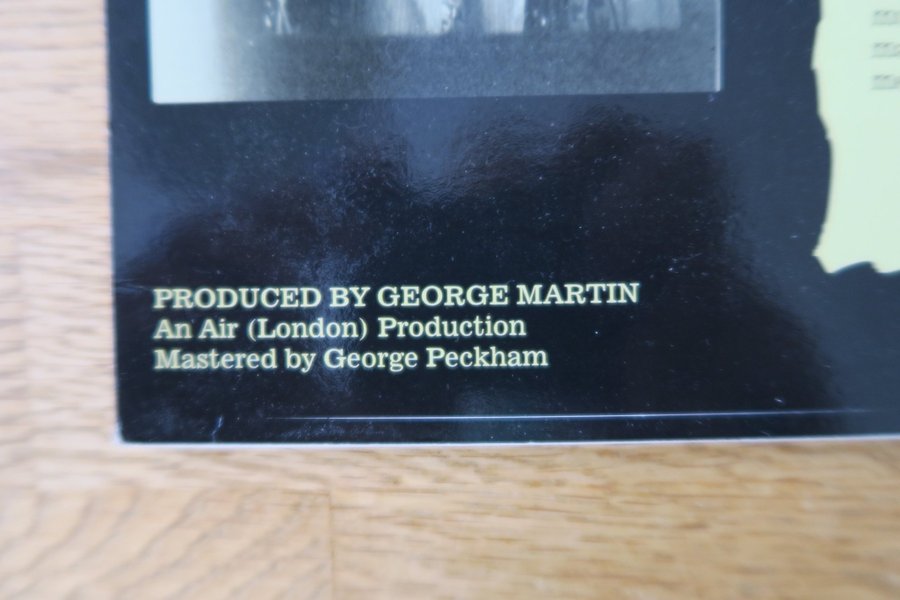 PRODUCED BY GEORGE MARTIN
An Air (London) Production
Mastered by George Peckham